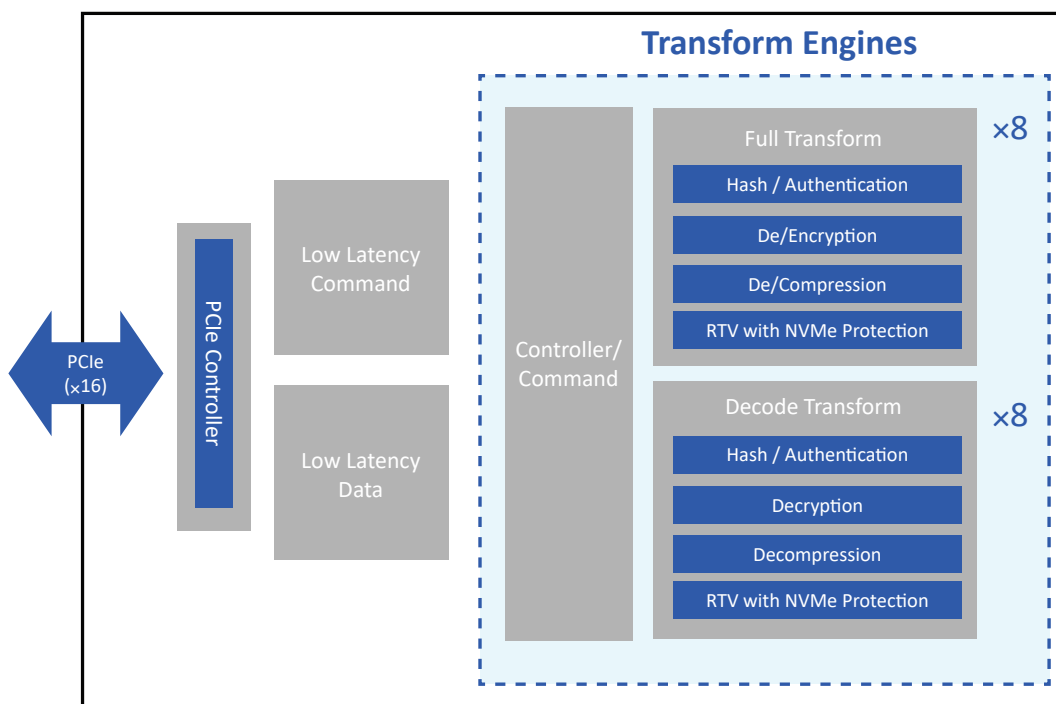 Transform Engines
PCIe
(×16)
PCIe Controller
Low Latency
Command
Low Latency
Data
Controller/
Command
Full Transform
×8
Hash / Authentication
De/Encryption
De/Compression
RTV with NVMe Protection
Decode Transform
×8
Hash / Authentication
Decryption
Decompression
RTV with NVMe Protection